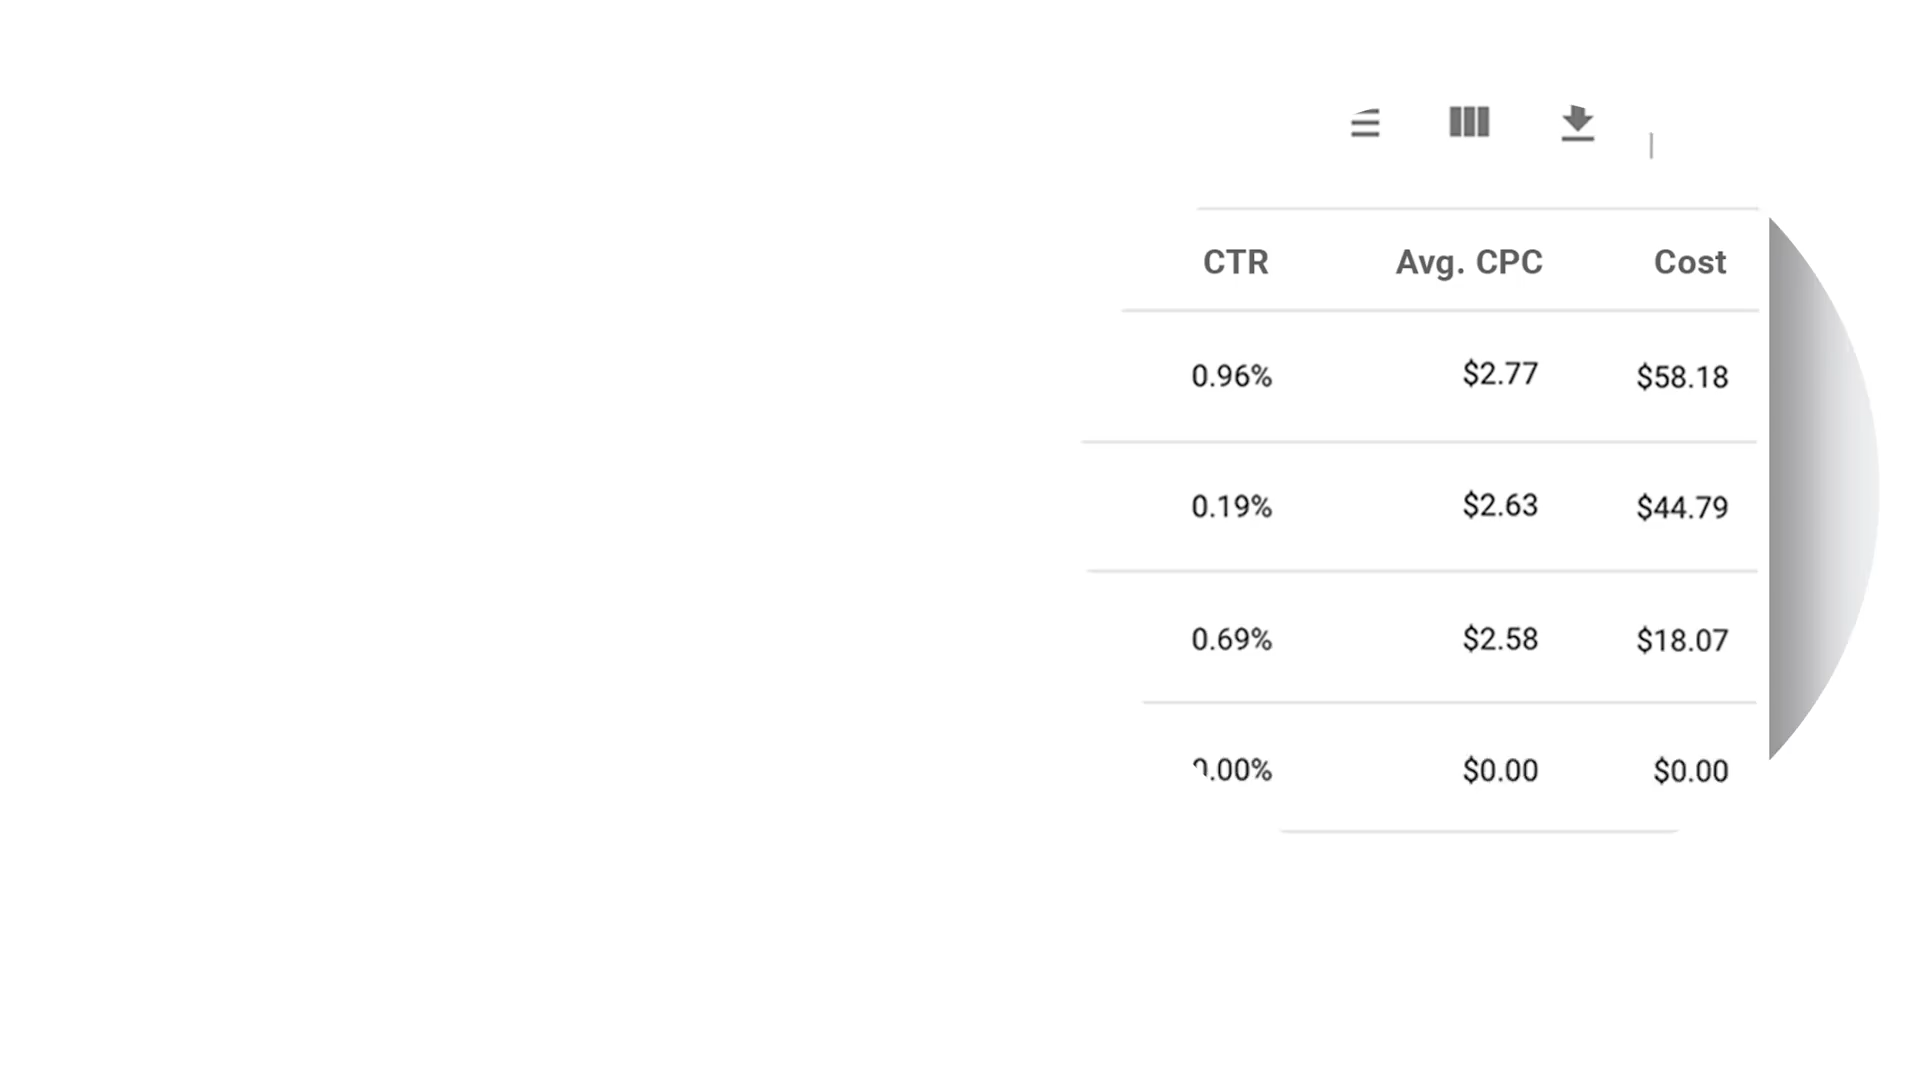 CTR Avg. CPC Cost
0.96% $2.77 $58.18
0.19% $2.63 $44.79
0.69% $2.58 $18.07
0.00% $0.00 $0.00